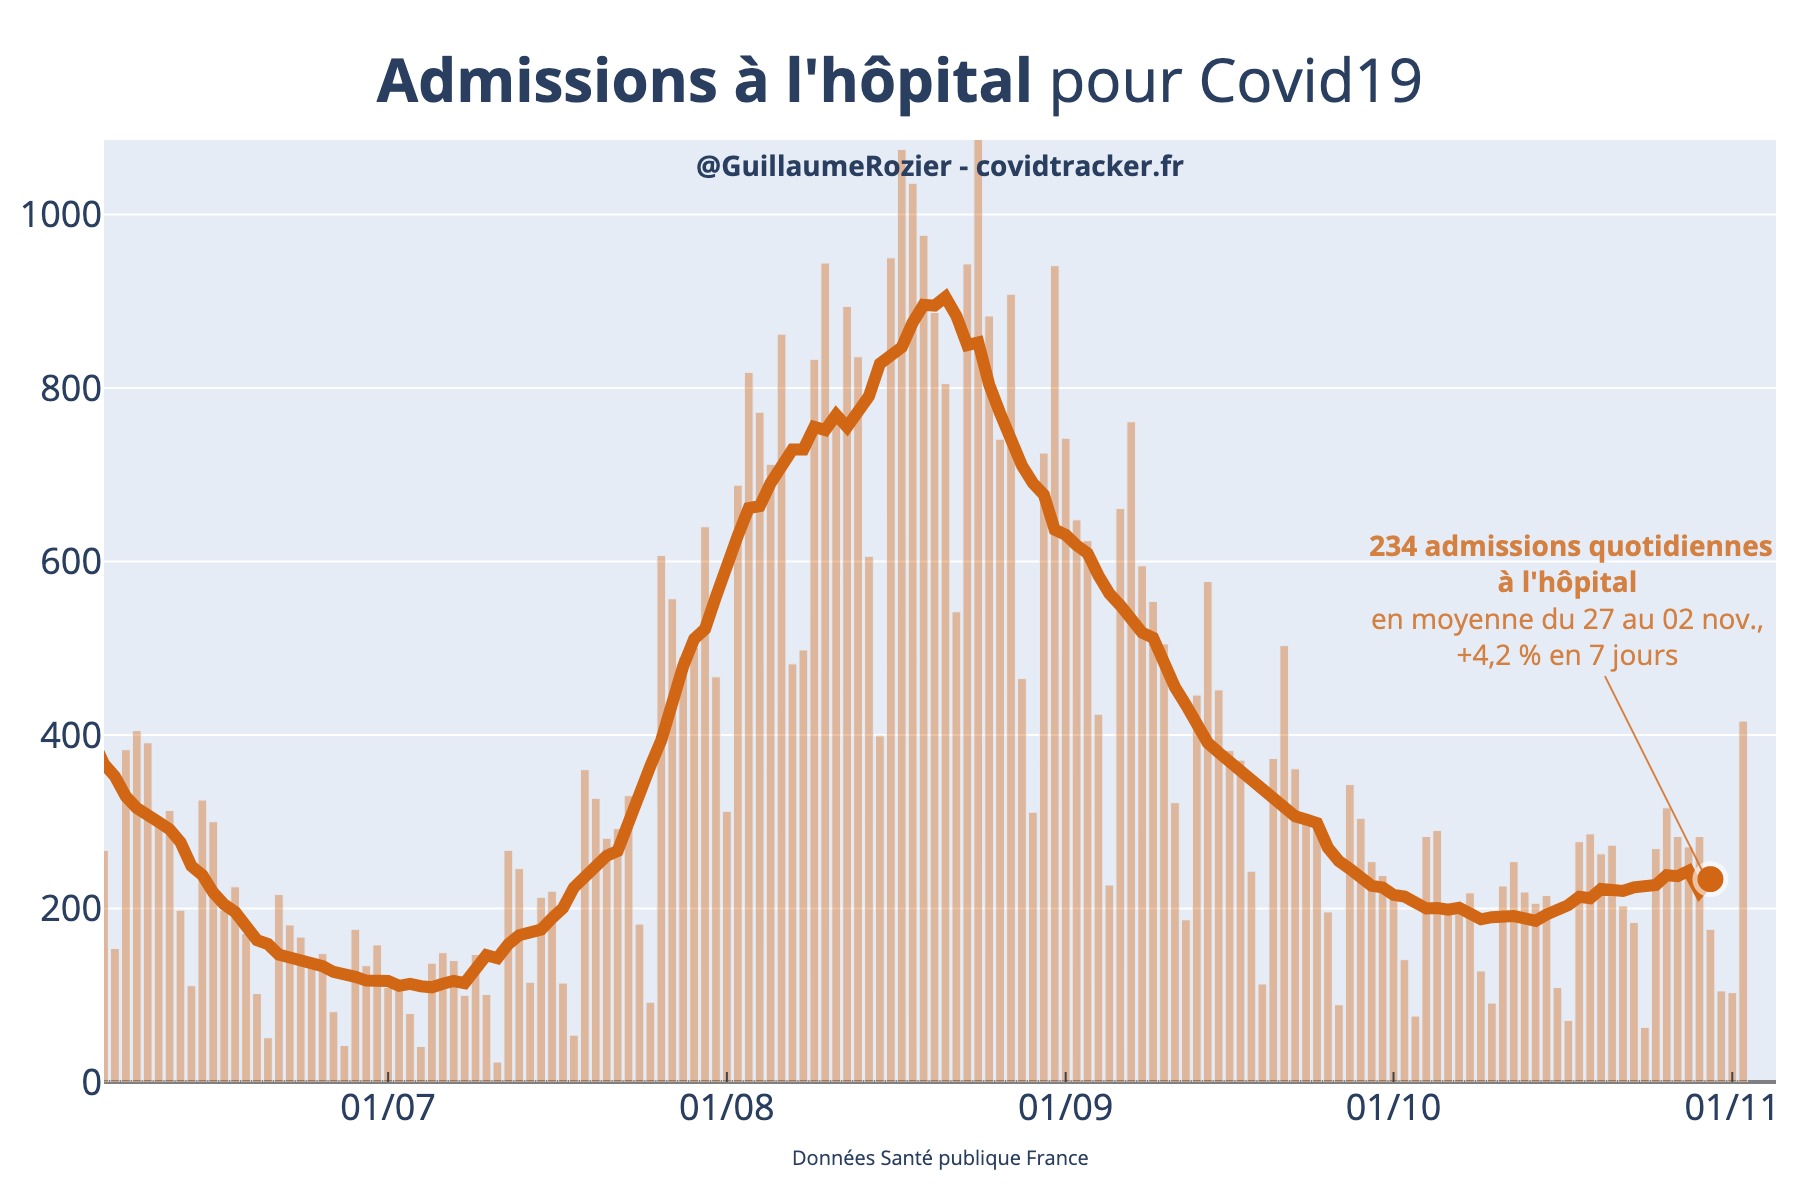 Admissions à l'hôpital pour Covid19
@GuillaumeRozier - covidtracker.fr
1000
800
600
400
200
0
234 admissions quotidiennes
à l'hôpital
en moyenne du 27 au 02 nov.,
+4,2 % en 7 jours
01/07 01/08 01/09 01/10 01/11
Données Santé publique France